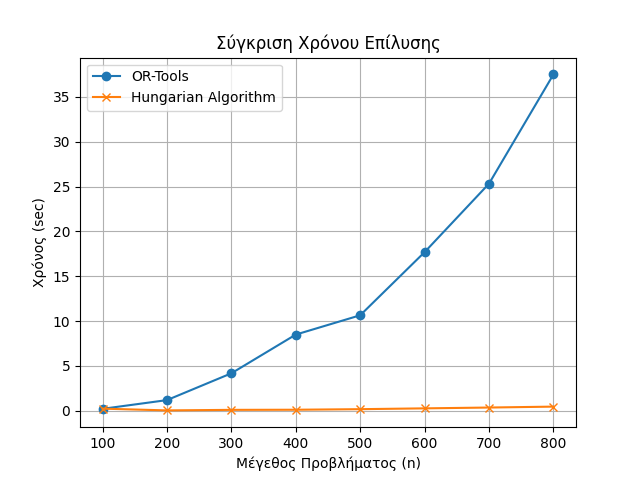 Σύγκριση Χρόνου Επίλυσης
OR-Tools
Hungarian Algorithm
Χρόνος (sec)
35
30
25
20
15
10
5
0
100 200 300 400 500 600 700 800
Μέγεθος Προβλήματος (n)